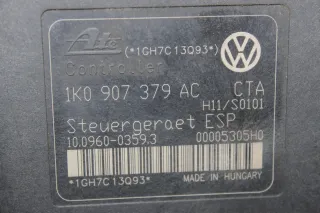 Ate (*1GH7C13Q93*)
Controller
1K0 907 379 AC CTA
H11/S0101
Steuergeraet ESP
10.0960-0359.3 00005305H0
*1GH7C13Q93*
MADE IN HUNGARY